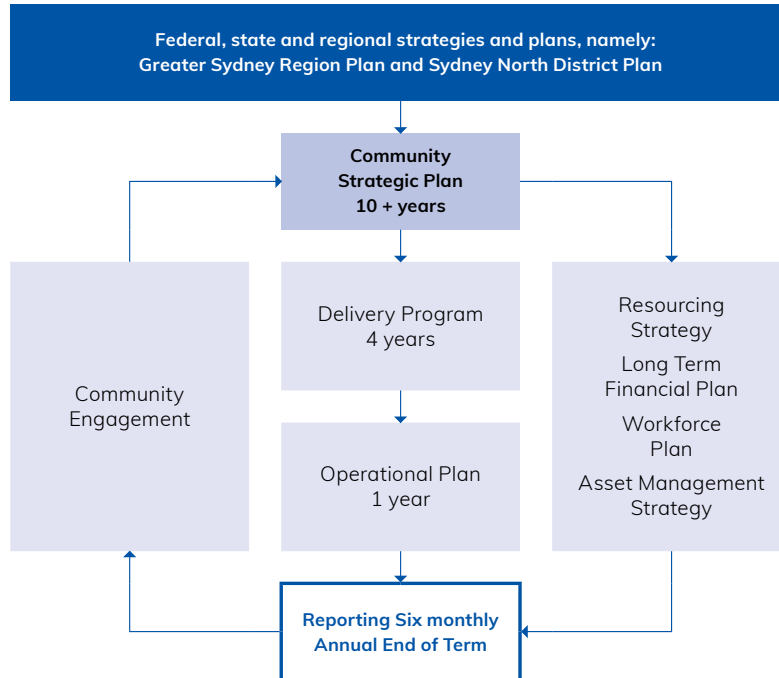 Federal, state and regional strategies and plans, namely:
Greater Sydney Region Plan and Sydney North District Plan
Community
Strategic Plan
10 + years
Community
Engagement
Delivery Program
4 years
Operational Plan
1 year
Resourcing
Strategy
Long Term
Financial Plan
Workforce
Plan
Asset Management
Strategy
Reporting Six monthly
Annual End of Term